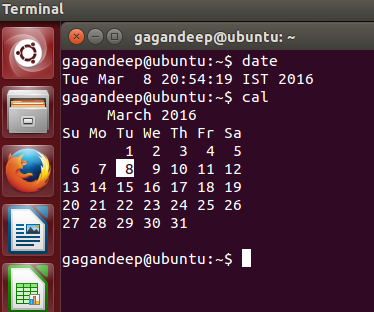 Terminal
gagandeep@ubuntu: ~
gagandeep@ubuntu:~$ date
Tue Mar  8 20:54:19 IST 2016
gagandeep@ubuntu:~$ cal
     March 2016
Su Mo Tu We Th Fr Sa
       1  2  3  4  5
 6  7  8  9 10 11 12
13 14 15 16 17 18 19
20 21 22 23 24 25 26
27 28 29 30 31
gagandeep@ubuntu:~$